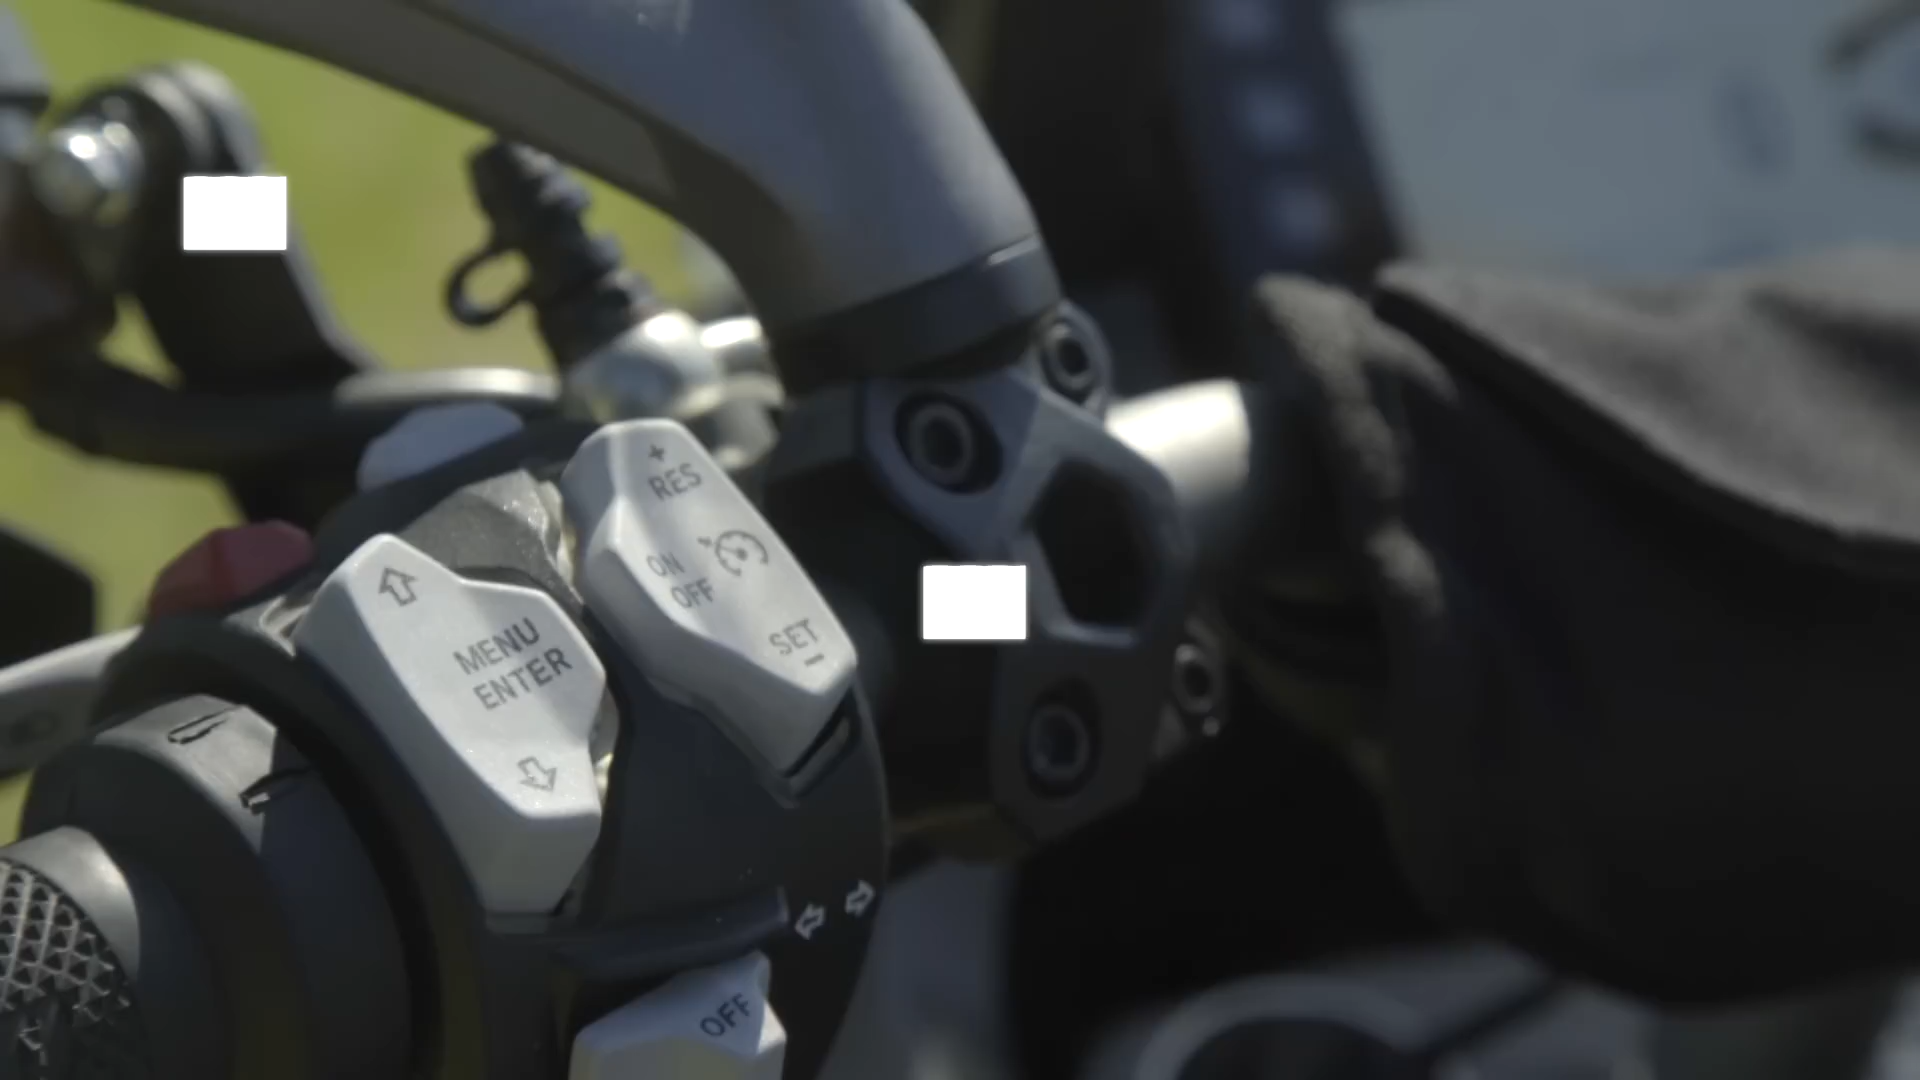 +
RES
ON
OFF
SET
–
MENU
ENTER
OFF